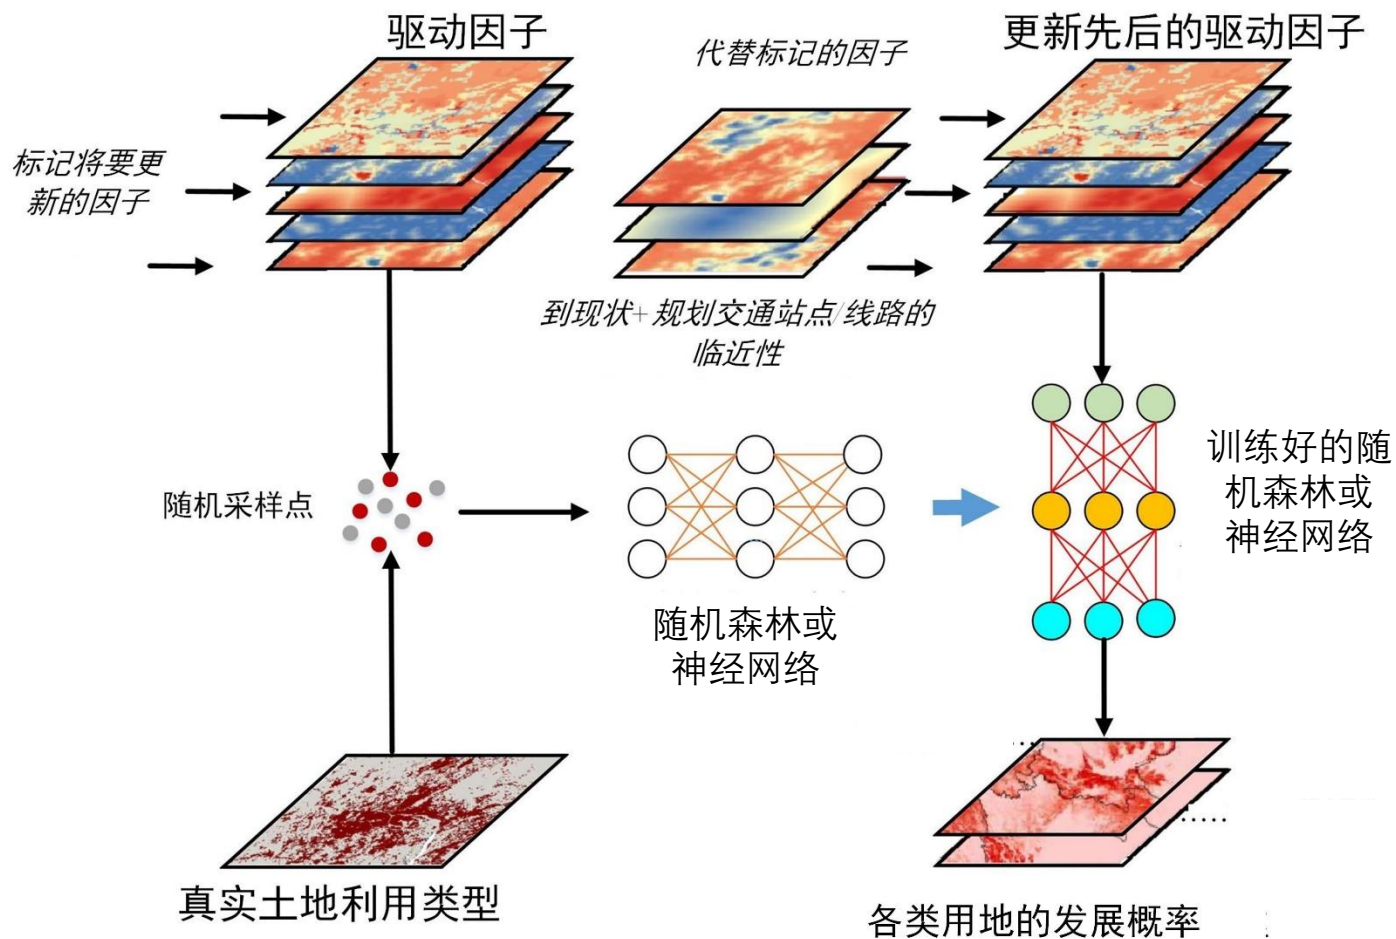 驱动因子
代替标记的因子
更新先后的驱动因子
标记将要更
新的因子
到现状+规划交通站点/线路的
临近性
随机采样点
随机森林或
神经网络
训练好的随
机森林或
神经网络
真实土地利用类型
各类用地的发展概率